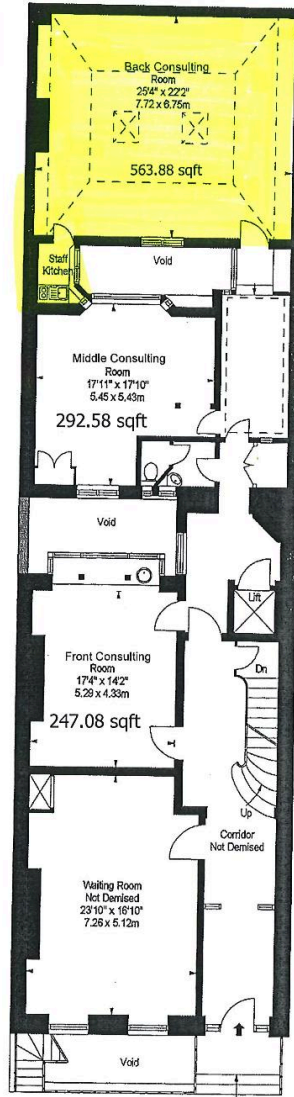 Back Consulting
Room
25'4" x 22'2"
7.72 x 6.75m
563.88 sqft
Staff
Kitchen
Void
Middle Consulting
Room
17'11" x 17'10"
5.45 x 5.43m
292.58 sqft
Void
Lift
Front Consulting
Room
17'4" x 14'2"
5.29 x 4.33m
247.08 sqft
Dn
Up
Corridor
Not Demised
Waiting Room
Not Demised
23'10" x 16'10"
7.26 x 5.12m
Void